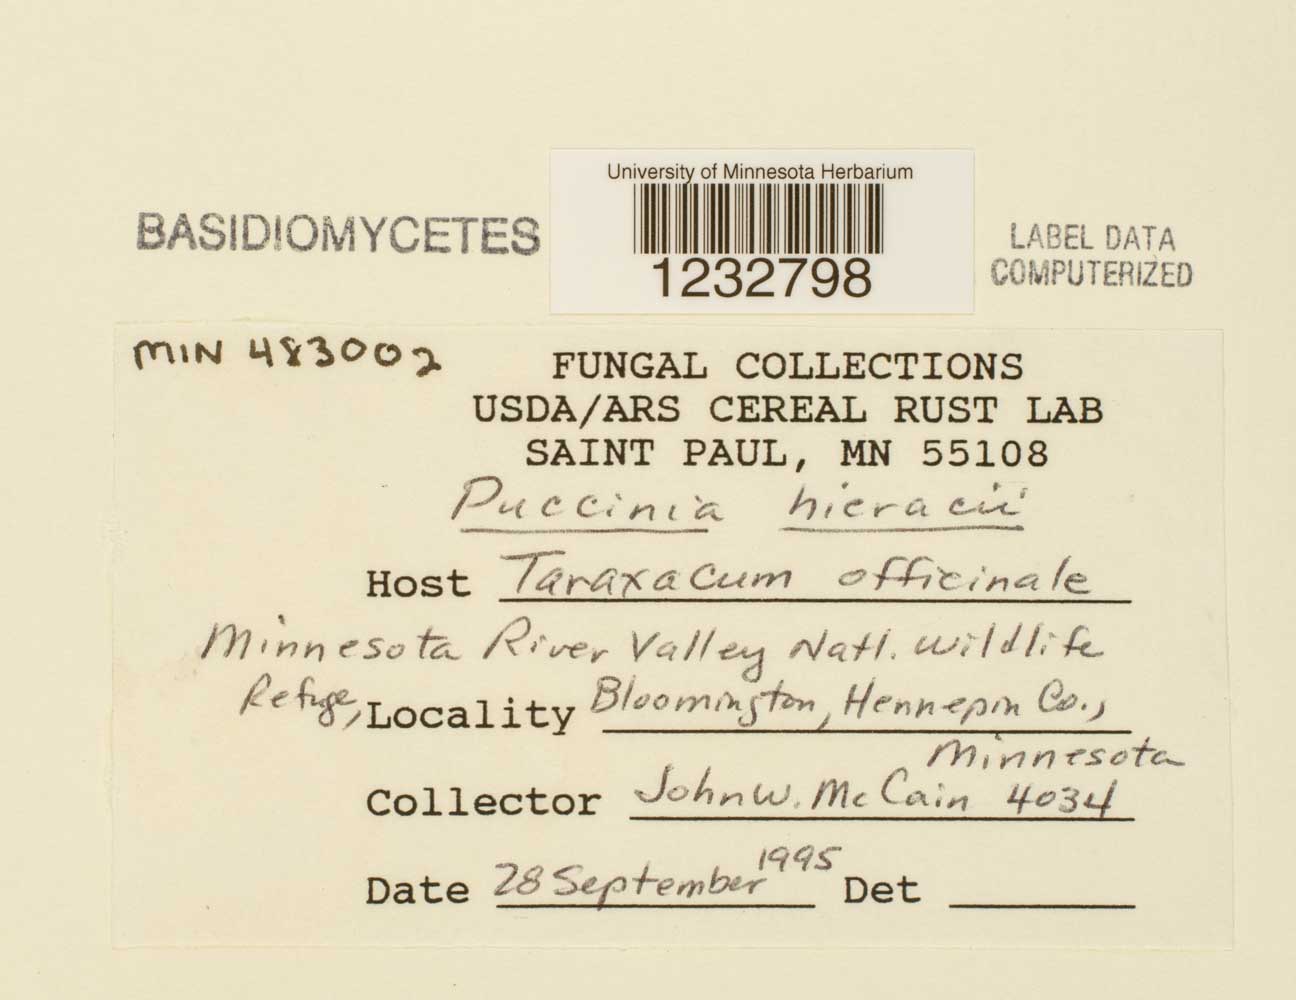 University of Minnesota Herbarium
BASIDIOMYCETES
1232798
LABEL DATA
COMPUTERIZED
MIN 483002
FUNGAL COLLECTIONS
USDA/ARS CEREAL RUST LAB
SAINT PAUL, MN 55108
Puccinia hieracii
Host Taraxacum officinale
Minnesota River Valley Natl. Wildlife
Refuge, Locality Bloomington, Hennepin Co.,
Minnesota
Collector John W. McCain 4034
Date 28 September 1995 Det